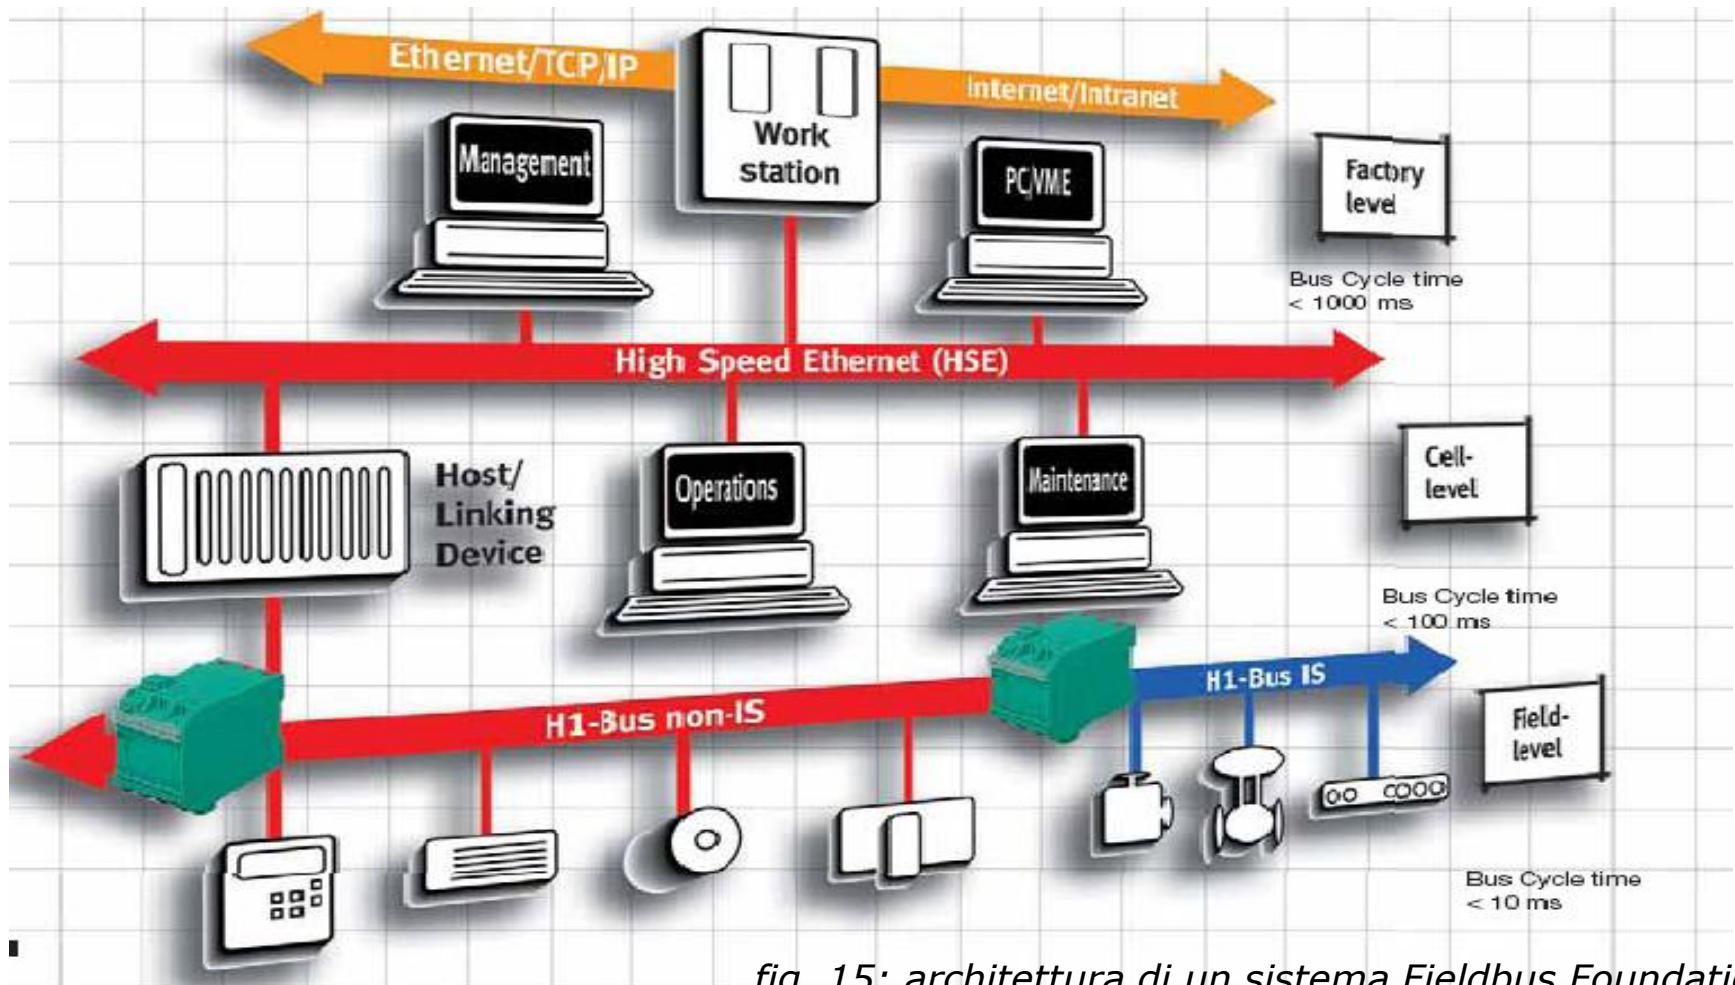 Ethernet/TCP/IP
Internet/Intranet
Work
station
Management
PC/VME
Factory
level
Bus Cycle time
< 1000 ms
High Speed Ethernet (HSE)
Host/
Linking
Device
Operations
Maintenance
Cell-
level
Bus Cycle time
< 100 ms
H1-Bus IS
H1-Bus non-IS
Field-
level
Bus Cycle time
< 10 ms
fig. 15: architettura di un sistema Fieldbus Foundati